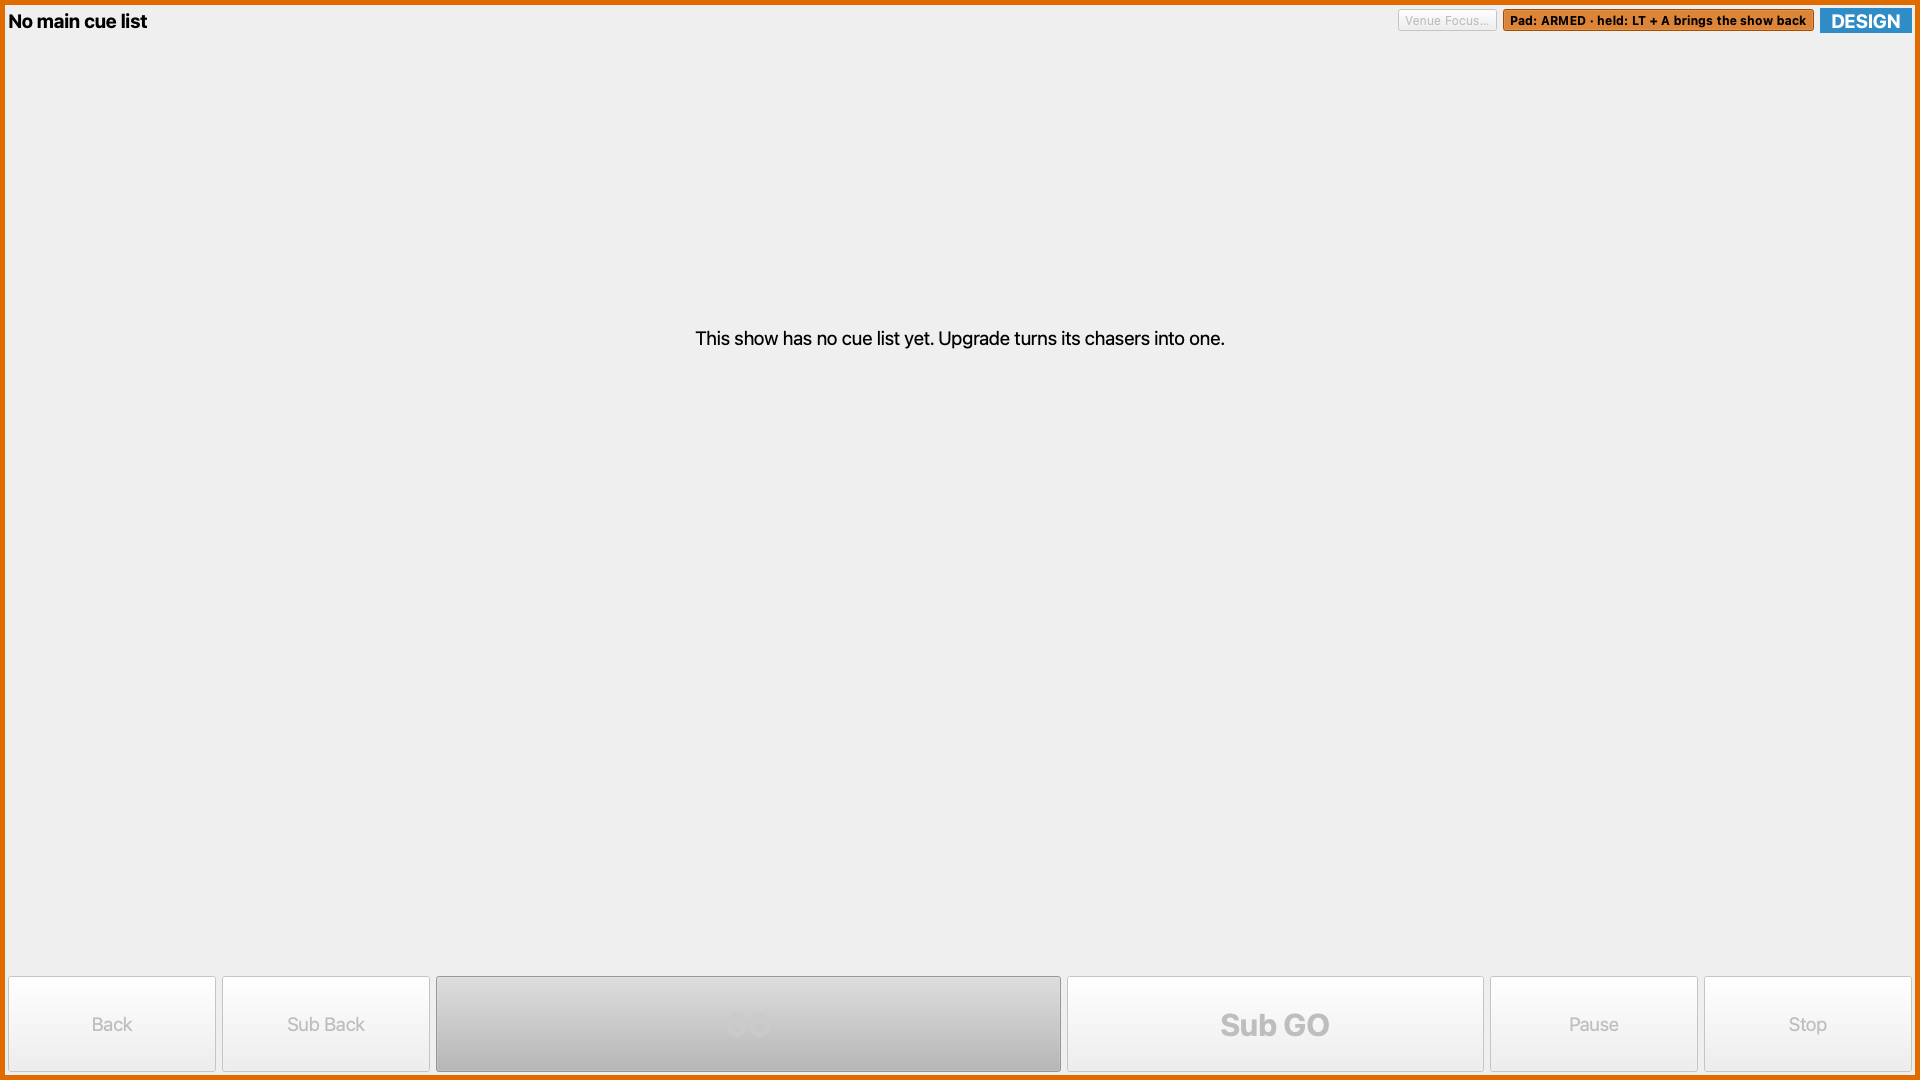 No main cue list
Venue Focus...
Pad: ARMED · held: LT + A brings the show back
DESIGN
This show has no cue list yet. Upgrade turns its chasers into one.
Back
Sub Back
GO
Sub GO
Pause
Stop